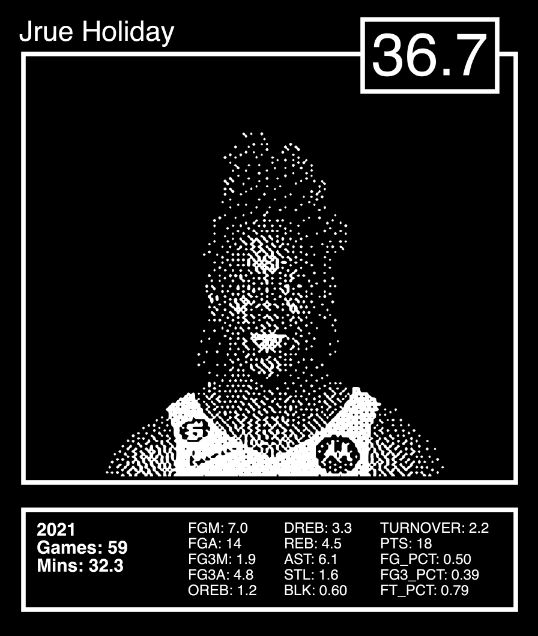 Jrue Holiday
36.7
2021
Games: 59
Mins: 32.3
FGM: 7.0
FGA: 14
FG3M: 1.9
FG3A: 4.8
OREB: 1.2
DREB: 3.3
REB: 4.5
AST: 6.1
STL: 1.6
BLK: 0.60
TURNOVER: 2.2
PTS: 18
FG_PCT: 0.50
FG3_PCT: 0.39
FT_PCT: 0.79